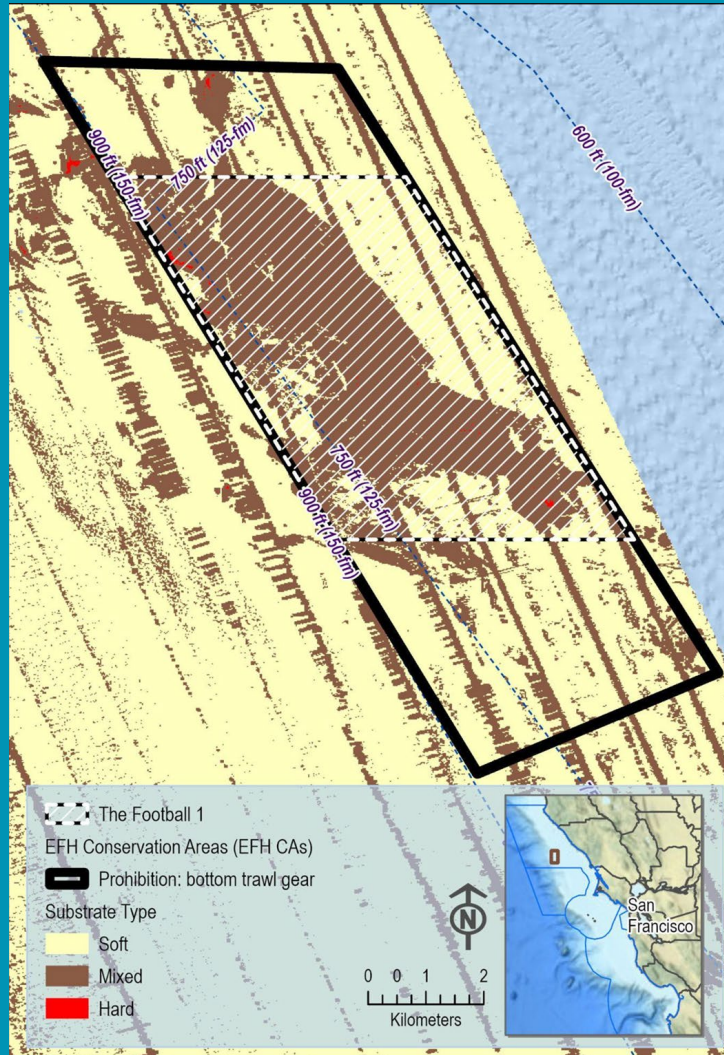 600 ft (100-fm)
750 ft (125-fm)
900 ft (150-fm)
750 ft (125-fm)
900 ft (150-fm)
The Football 1
EFH Conservation Areas (EFH CAs)
Prohibition: bottom trawl gear
Substrate Type
Soft
Mixed
Hard
N
0 0 1 2
Kilometers
San
Francisco